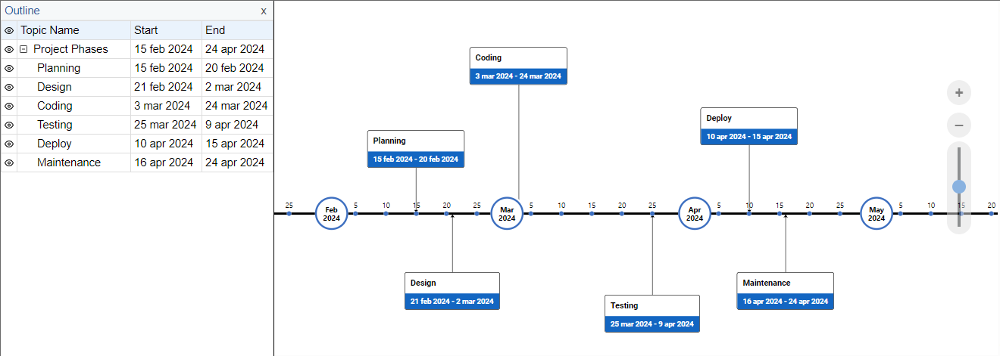 Outline x
Topic Name Start End
Project Phases 15 feb 2024 24 apr 2024
Planning 15 feb 2024 20 feb 2024
Design 21 feb 2024 2 mar 2024
Coding 3 mar 2024 24 mar 2024
Testing 25 mar 2024 9 apr 2024
Deploy 10 apr 2024 15 apr 2024
Maintenance 16 apr 2024 24 apr 2024
Coding
3 mar 2024 - 24 mar 2024
Deploy
10 apr 2024 - 15 apr 2024
Planning
15 feb 2024 - 20 feb 2024
25 Feb 2024 5 10 15 20 25 Mar 2024 5 10 15 20 25 Apr 2024 5 10 15 20 25 May 2024 5 10 15 20
Design
21 feb 2024 - 2 mar 2024
Testing
25 mar 2024 - 9 apr 2024
Maintenance
16 apr 2024 - 24 apr 2024